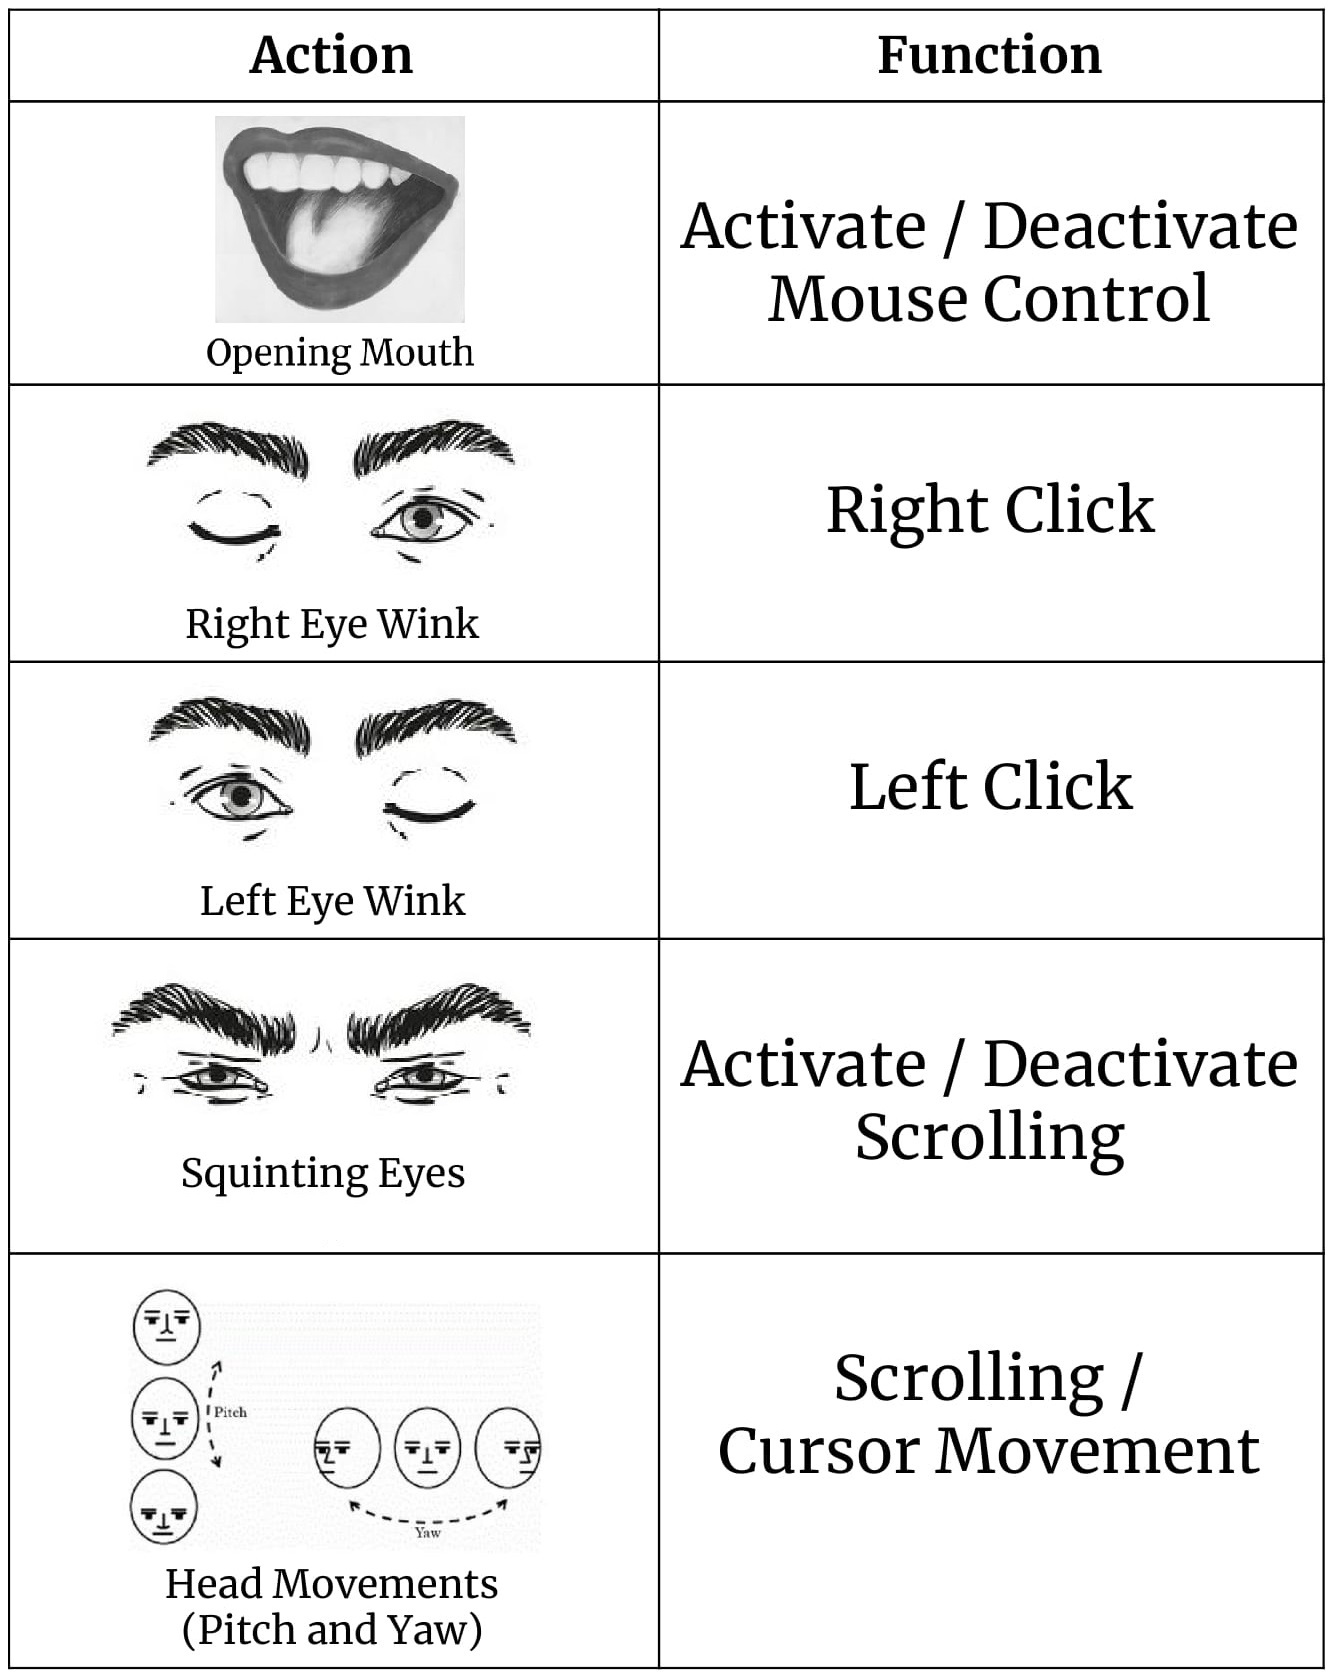 Action
Function
Opening Mouth
Activate / Deactivate
Mouse Control
Right Eye Wink
Right Click
Left Eye Wink
Left Click
Squinting Eyes
Activate / Deactivate
Scrolling
Pitch
Yaw
Head Movements
(Pitch and Yaw)
Scrolling /
Cursor Movement